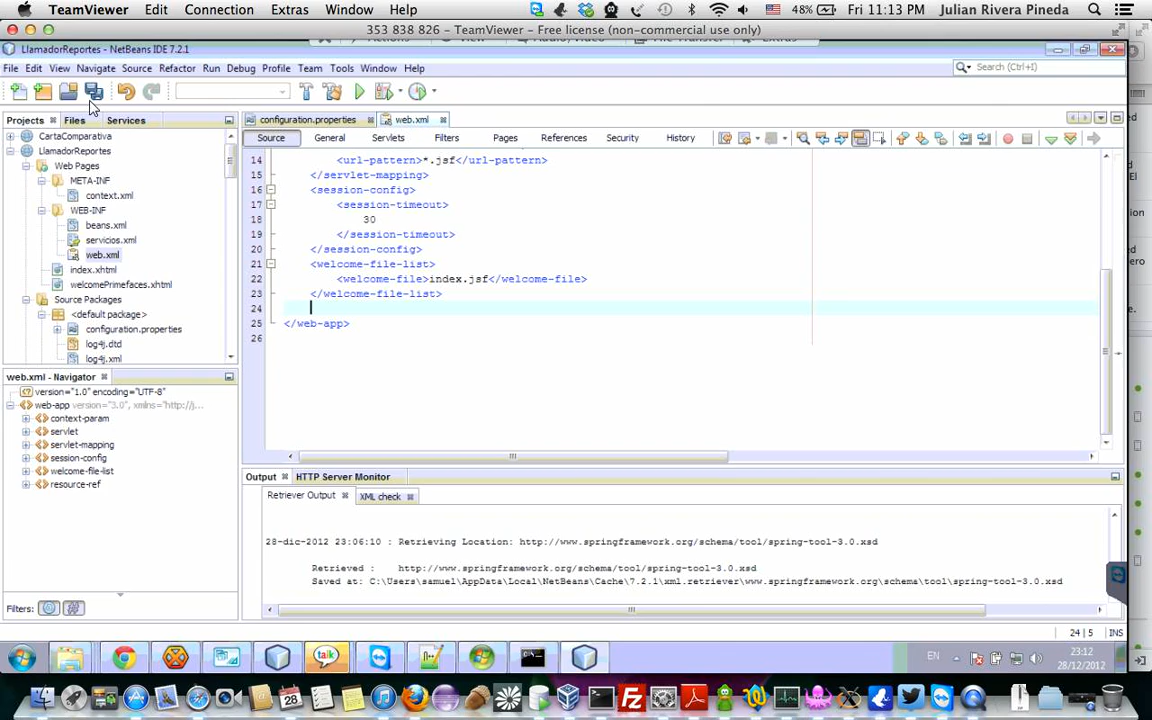 TeamViewer Edit Connection Extras Window Help 48% Fri 11:13 PM Julian Rivera Pineda
353 838 826 - TeamViewer - Free license (non-commercial use only)
LlamadorReportes - NetBeans IDE 7.2.1
File Edit View Navigate Source Refactor Run Debug Profile Team Tools Window Help Search (Ctrl+I)
Projects Files Services
configuration.properties web.xml
Source General Servlets Filters Pages References Security History
CartaComparativa
LlamadorReportes
Web Pages
META-INF
context.xml
WEB-INF
beans.xml
servicios.xml
web.xml
index.xhtml
welcomePrimefaces.xhtml
Source Packages
<default package>
configuration.properties
log4j.dtd
log4j.xml
14 <url-pattern>*.jsf</url-pattern>
15 </servlet-mapping>
16 <session-config>
17 <session-timeout>
18 30
19 </session-timeout>
20 </session-config>
21 <welcome-file-list>
22 <welcome-file>index.jsf</welcome-file>
23 </welcome-file-list>
24
25 </web-app>
26
web.xml - Navigator
version="1.0" encoding="UTF-8"
web-app version="3.0", xmlns="http://j...
context-param
servlet
servlet-mapping
session-config
welcome-file-list
resource-ref
Filters:
Output HTTP Server Monitor
Retriever Output XML check
28-dic-2012 23:06:10 : Retrieving Location: http://www.springframework.org/schema/tool/spring-tool-3.0.xsd
Retrieved : http://www.springframework.org/schema/tool/spring-tool-3.0.xsd
Saved at: C:\Users\samuel\AppData\Local\NetBeans\Cache\7.2.1\xml.retriever\www.springframework.org\schema\tool\spring-tool-3.0.xsd
24 | 5 INS
talk
EN 23:12
28/12/2012